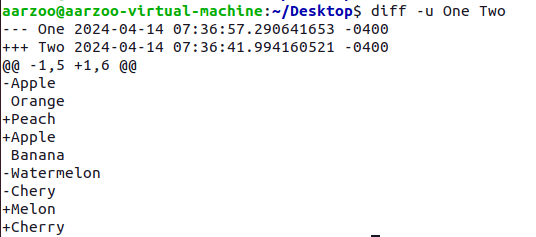 aarzoo@aarzoo-virtual-machine:~/Desktop$ diff -u One Two
--- One 2024-04-14 07:36:57.290641653 -0400
+++ Two 2024-04-14 07:36:41.994160521 -0400
@@ -1,5 +1,6 @@
-Apple
 Orange
+Peach
+Apple
 Banana
-Watermelon
-Chery
+Melon
+Cherry